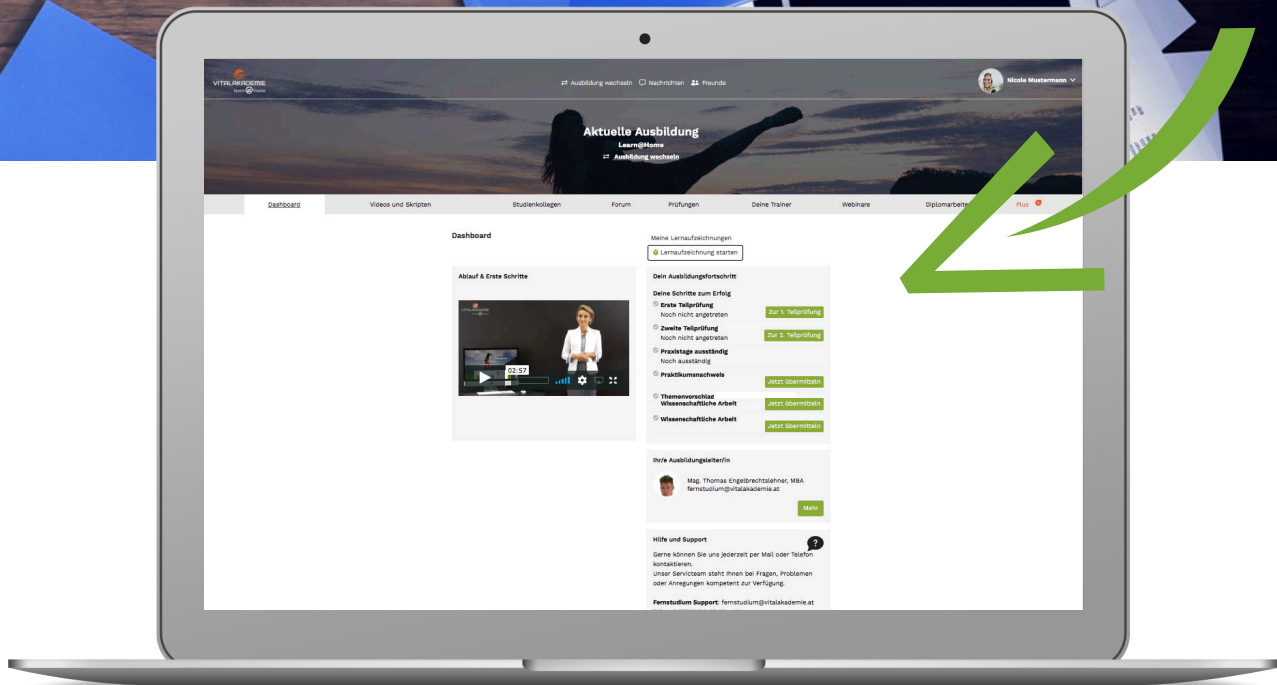 VITALAKADEMIE
learn@home
Ausbildung wechseln Nachrichten Freunde
Nicole Mustermann
Aktuelle Ausbildung
Learn@Home
Ausbildung wechseln
Dashboard Videos und Skripten Studienkollegen Forum Prüfungen Deine Trainer Webinare Diplomarbeite Plus
Dashboard
Ablauf & Erste Schritte
VITALAKADEMIE
02:57
Meine Lernaufzeichnungen
Lernaufzeichnung starten
Dein Ausbildungsfortschritt
Deine Schritte zum Erfolg
Erste Teilprüfung
Noch nicht angetreten
Zur 1. Teilprüfung
Zweite Teilprüfung
Noch nicht angetreten
Zur 2. Teilprüfung
Praxistage ausständig
Noch ausständig
Praktikumsnachweis
Jetzt übermitteln
Themenvorschlag
Wissenschaftliche Arbeit
Jetzt übermitteln
Wissenschaftliche Arbeit
Jetzt übermitteln
Ihr/e Ausbildungsleiter/in
Mag. Thomas Engelbrechtslehner, MBA
fernstudium@vitalakademie.at
Mehr
Hilfe und Support
?
Gerne können Sie uns jederzeit per Mail oder Telefon
kontaktieren.
Unser Servicteam steht Ihnen bei Fragen, Problemen
oder Anregungen kompetent zur Verfügung.
Fernstudium Support: fernstudium@vitalakademie.at